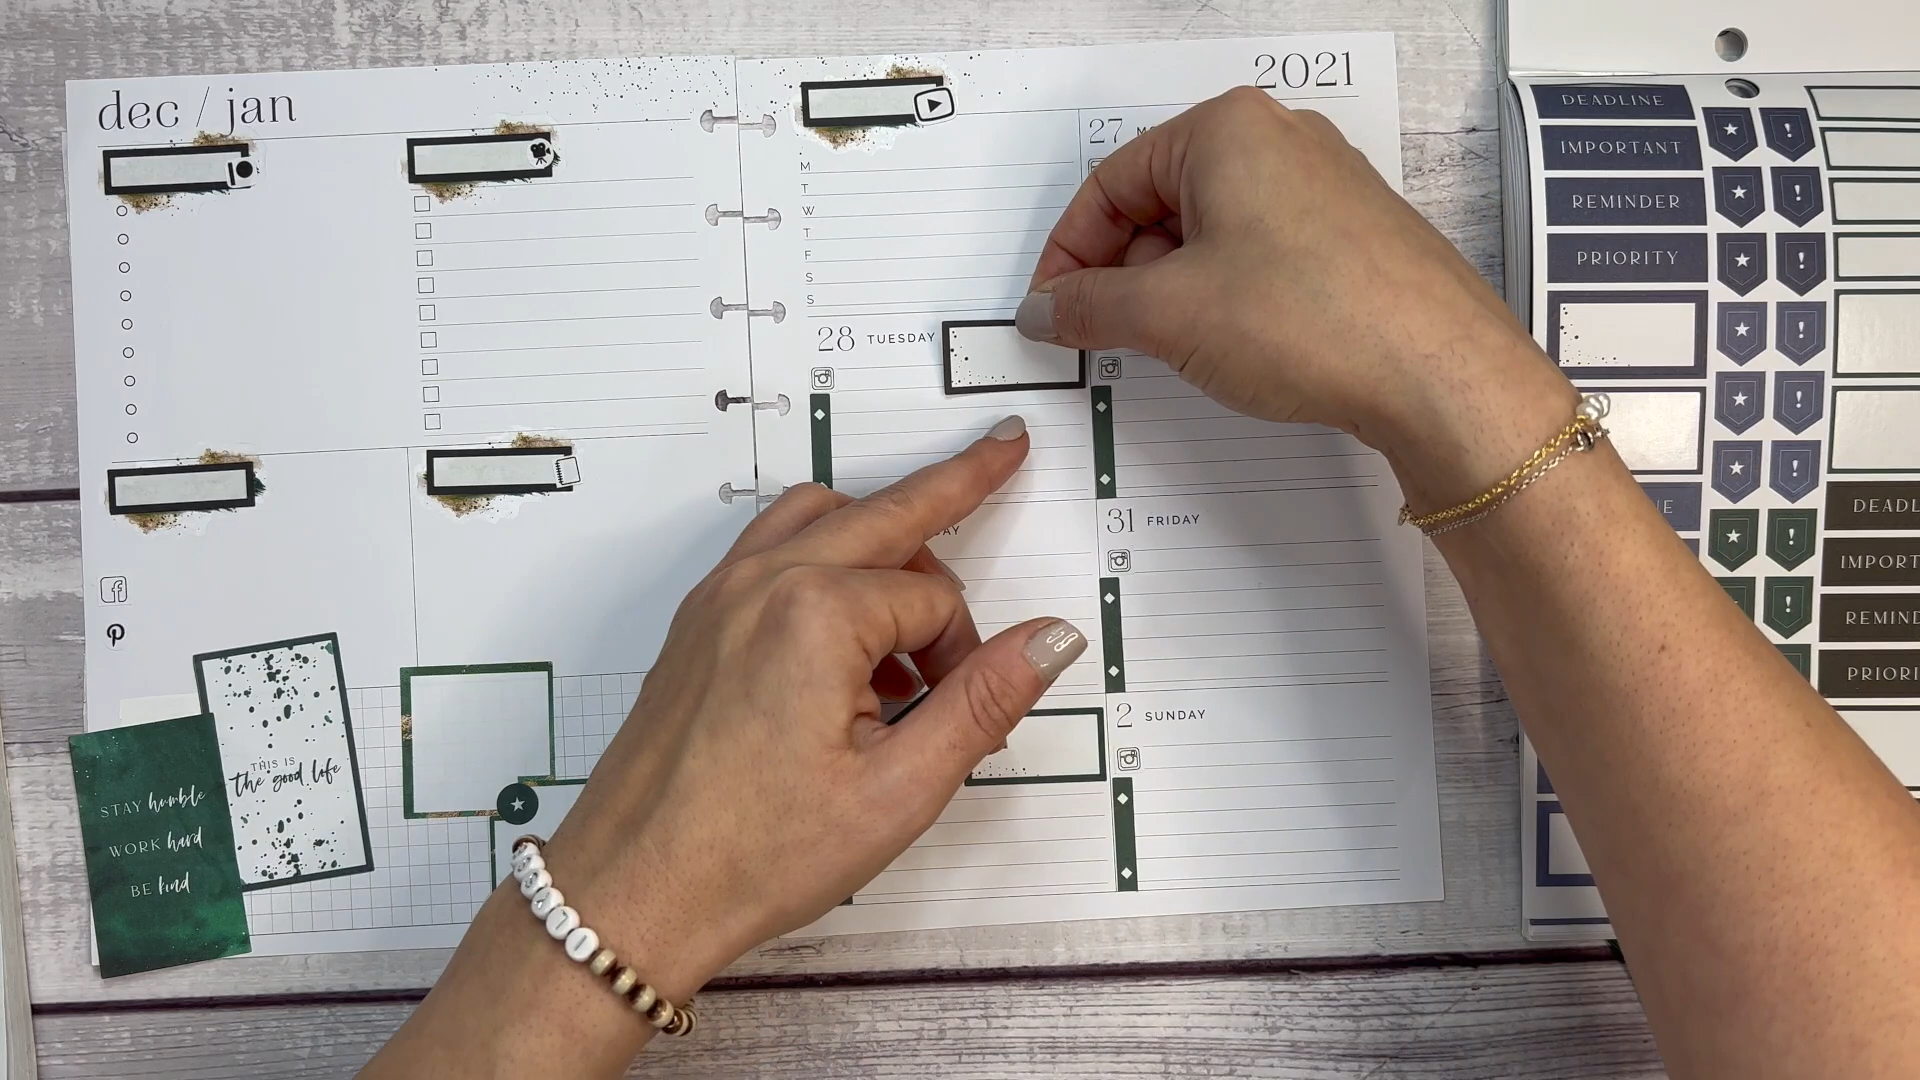 dec / jan
2021
27
M
T
W
T
F
S
S
28 TUESDAY
31 FRIDAY
2 SUNDAY
THIS IS
the good life
STAY humble
WORK hard
BE kind
DEADLINE
IMPORTANT
REMINDER
PRIORITY
DEADL
IMPORT
REMIND
PRIORI